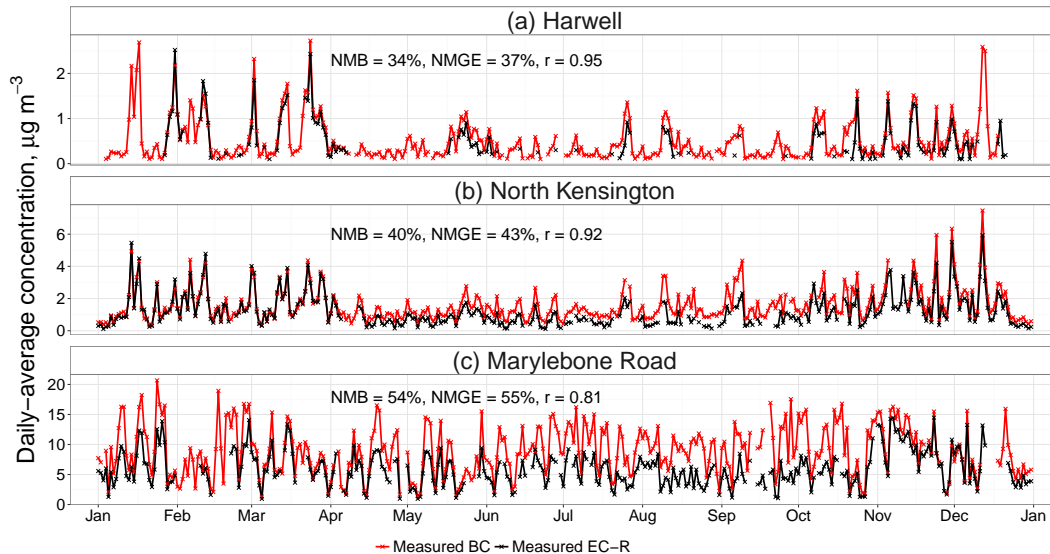 (a) Harwell
NMB = 34%, NMGE = 37%, r = 0.95
2
1
0
(b) North Kensington
NMB = 40%, NMGE = 43%, r = 0.92
6
4
2
0
(c) Marylebone Road
NMB = 54%, NMGE = 55%, r = 0.81
20
15
10
5
0
Daily−average concentration, µg m⁻³
Jan Feb Mar Apr May Jun Jul Aug Sep Oct Nov Dec Jan
Measured BC Measured EC−R